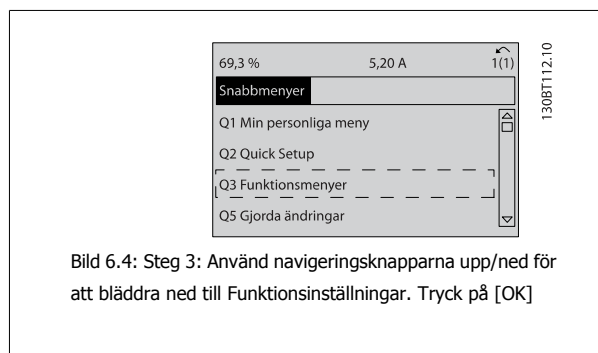 69,3 % 5,20 A 1(1)
Snabbmenyer
Q1 Min personliga meny
Q2 Quick Setup
Q3 Funktionsmenyer
Q5 Gjorda ändringar
130BT112.10
Bild 6.4: Steg 3: Använd navigeringsknapparna upp/ned för
att bläddra ned till Funktionsinställningar. Tryck på [OK]